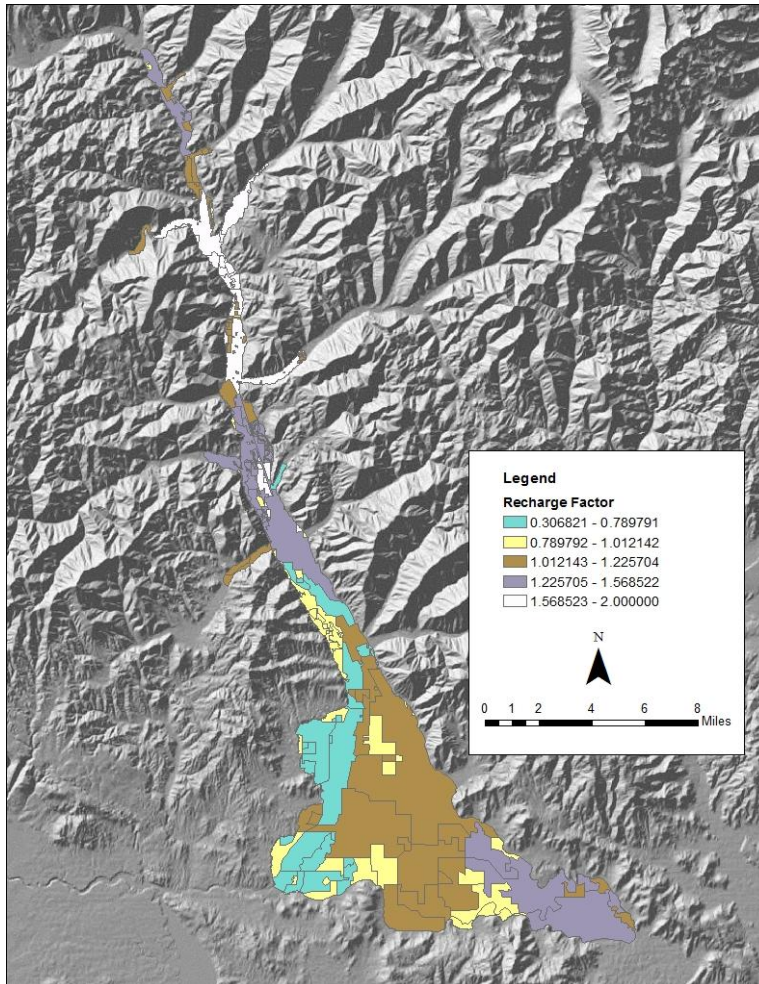 Legend
Recharge Factor
0.306821 - 0.789791
0.789792 - 1.012142
1.012143 - 1.225704
1.225705 - 1.568522
1.568523 - 2.000000
N
0 1 2 4 6 8
Miles